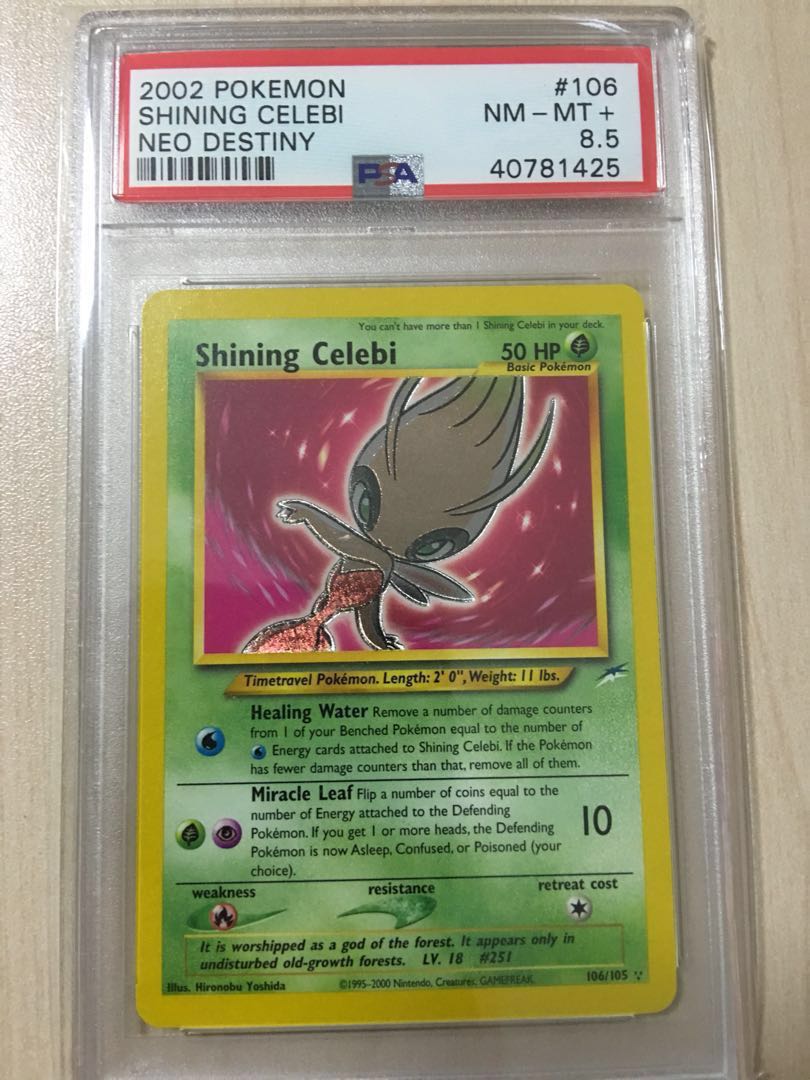 2002 POKEMON #106
SHINING CELEBI NM - MT +
NEO DESTINY 8.5
PSA 40781425
You can't have more than 1 Shining Celebi in your deck.
Shining Celebi 50 HP
Basic Pokémon
Timetravel Pokémon. Length: 2' 0", Weight: 11 lbs.
Healing Water Remove a number of damage counters
from 1 of your Benched Pokémon equal to the number of
Energy cards attached to Shining Celebi. If the Pokémon
has fewer damage counters than that, remove all of them.
Miracle Leaf Flip a number of coins equal to the
number of Energy attached to the Defending
Pokémon. If you get 1 or more heads, the Defending 10
Pokémon is now Asleep, Confused, or Poisoned (your
choice).
weakness resistance retreat cost
It is worshipped as a god of the forest. It appears only in
undisturbed old-growth forests. LV. 18 #251
Illus. Hironobu Yoshida ©1995-2000 Nintendo, Creatures, GAMEFREAK. 106/105